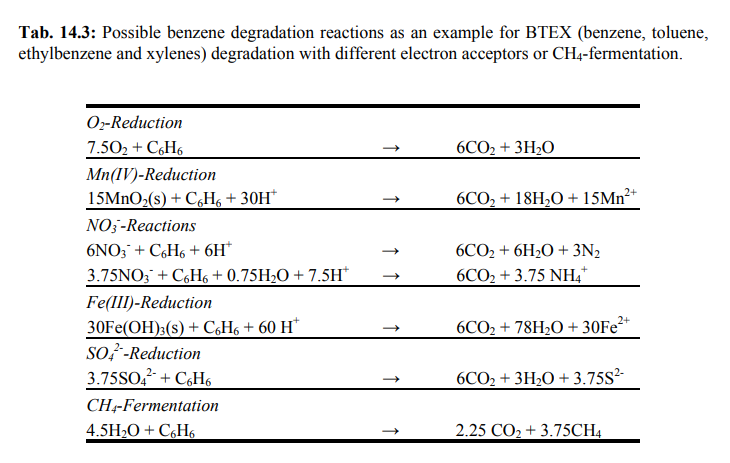 Tab. 14.3: Possible benzene degradation reactions as an example for BTEX (benzene, toluene,
ethylbenzene and xylenes) degradation with different electron acceptors or CH₄-fermentation.
O₂-Reduction
7.5O₂ + C₆H₆ → 6CO₂ + 3H₂O
Mn(IV)-Reduction
15MnO₂(s) + C₆H₆ + 30H⁺ → 6CO₂ + 18H₂O + 15Mn²⁺
NO₃⁻-Reactions
6NO₃⁻ + C₆H₆ + 6H⁺ → 6CO₂ + 6H₂O + 3N₂
3.75NO₃⁻ + C₆H₆ + 0.75H₂O + 7.5H⁺ → 6CO₂ + 3.75 NH₄⁺
Fe(III)-Reduction
30Fe(OH)₃(s) + C₆H₆ + 60 H⁺ → 6CO₂ + 78H₂O + 30Fe²⁺
SO₄²⁻-Reduction
3.75SO₄²⁻ + C₆H₆ → 6CO₂ + 3H₂O + 3.75S²⁻
CH₄-Fermentation
4.5H₂O + C₆H₆ → 2.25 CO₂ + 3.75CH₄